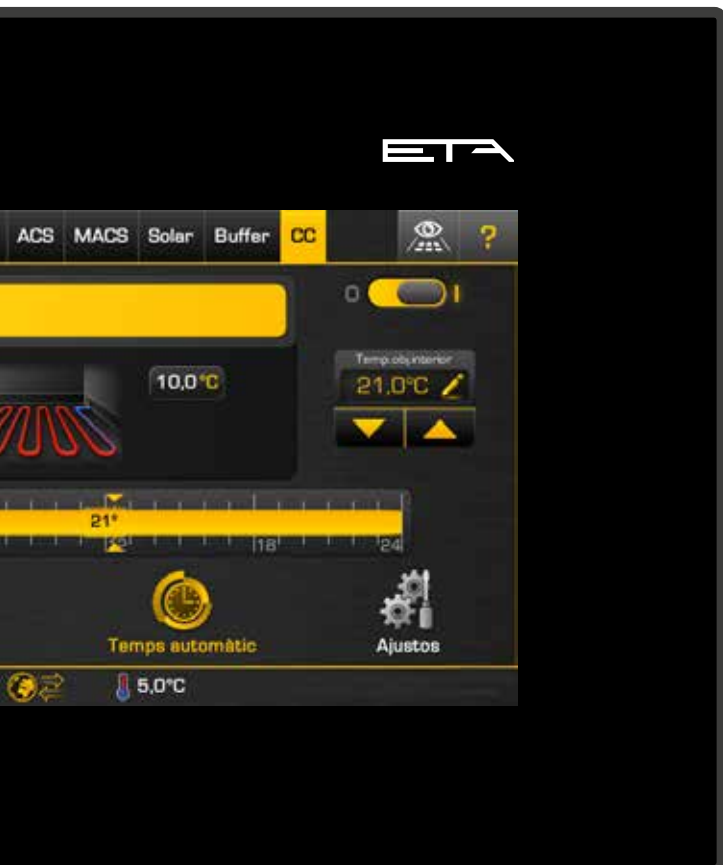 ETA
ACS MACS Solar Buffer CC ?
O I
Temp.obj.interior
10,0°C
21,0°C
21°
18 24
Temps automàtic
Ajustos
5,0°C